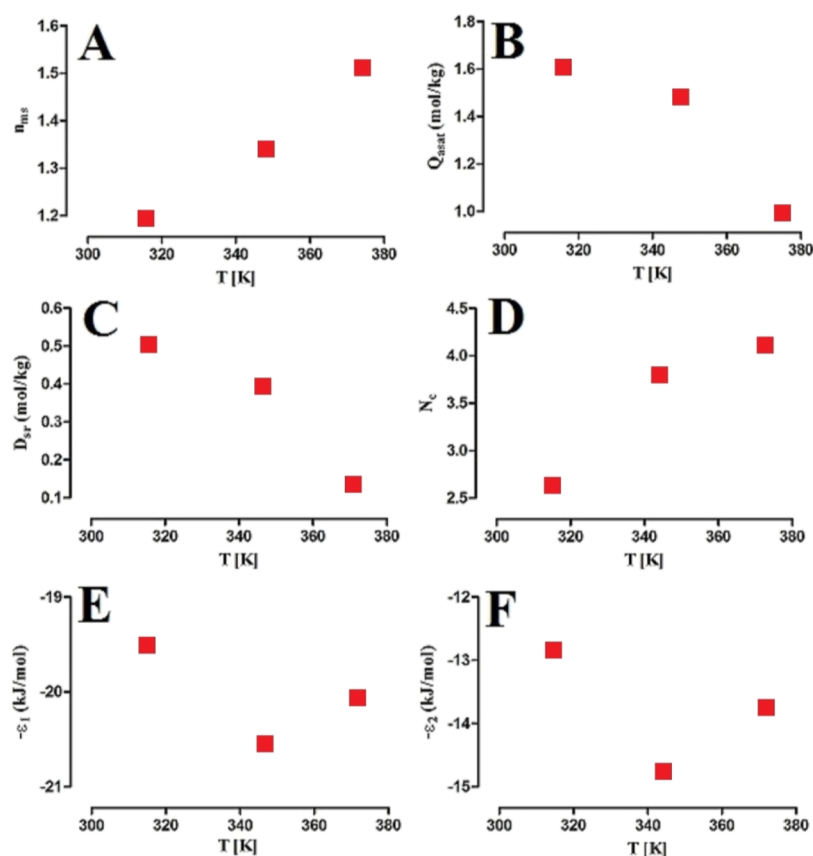 A
n_ms
1.6
1.5
1.4
1.3
1.2
300 320 340 360 380
T [K]
B
Q_asat (mol/kg)
1.8
1.6
1.4
1.2
1.0
300 320 340 360 380
T [K]
C
D_sr (mol/kg)
0.6
0.5
0.4
0.3
0.2
0.1
300 320 340 360 380
T [K]
D
N_c
4.5
4.0
3.5
3.0
2.5
300 320 340 360 380
T [K]
E
-ε₁ (kJ/mol)
-19
-20
-21
300 320 340 360 380
T [K]
F
-ε₂ (kJ/mol)
-12
-13
-14
-15
300 320 340 360 380
T [K]